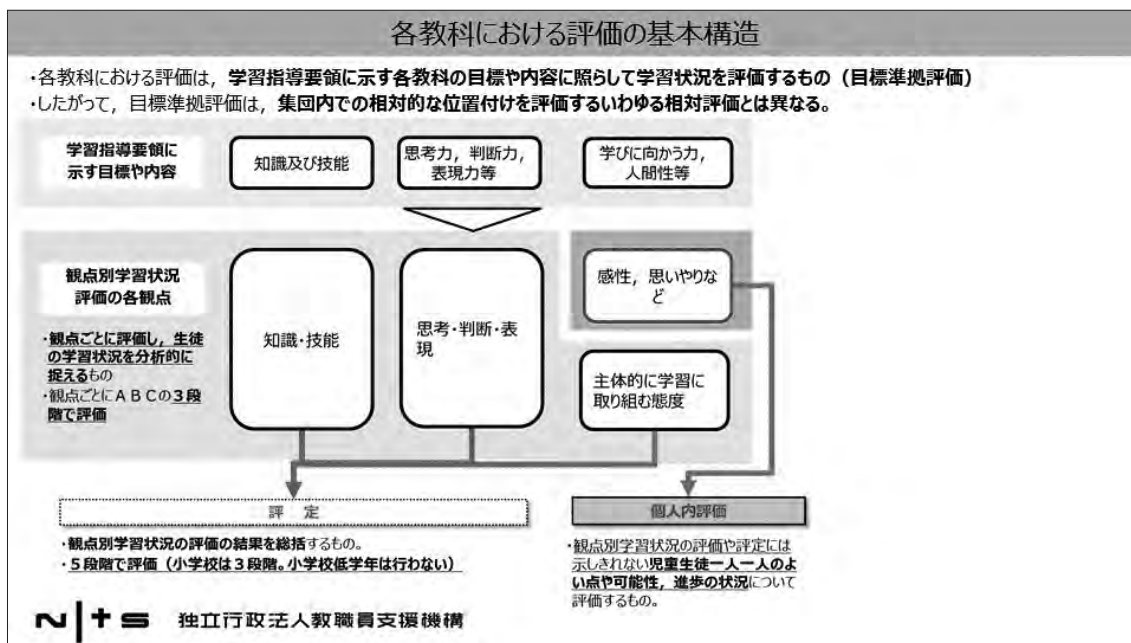 各教科における評価の基本構造
・各教科における評価は，学習指導要領に示す各教科の目標や内容に照らして学習状況を評価するもの（目標準拠評価）
・したがって，目標準拠評価は，集団内での相対的な位置付けを評価するいわゆる相対評価とは異なる。
学習指導要領に
示す目標や内容
知識及び技能
思考力，判断力，
表現力等
学びに向かう力，
人間性等
観点別学習状況
評価の各観点
・観点ごとに評価し，生徒
の学習状況を分析的に
捉えるもの
・観点ごとにＡＢＣの３段
階で評価
知識・技能
思考・判断・表
現
感性，思いやりな
ど
主体的に学習に
取り組む態度
評　定
・観点別学習状況の評価の結果を総括するもの。
・５段階で評価（小学校は３段階。小学校低学年は行わない）
個人内評価
・観点別学習状況の評価や評定には
示しきれない児童生徒一人一人のよ
い点や可能性，進歩の状況について
評価するもの。
N|+s 独立行政法人教職員支援機構